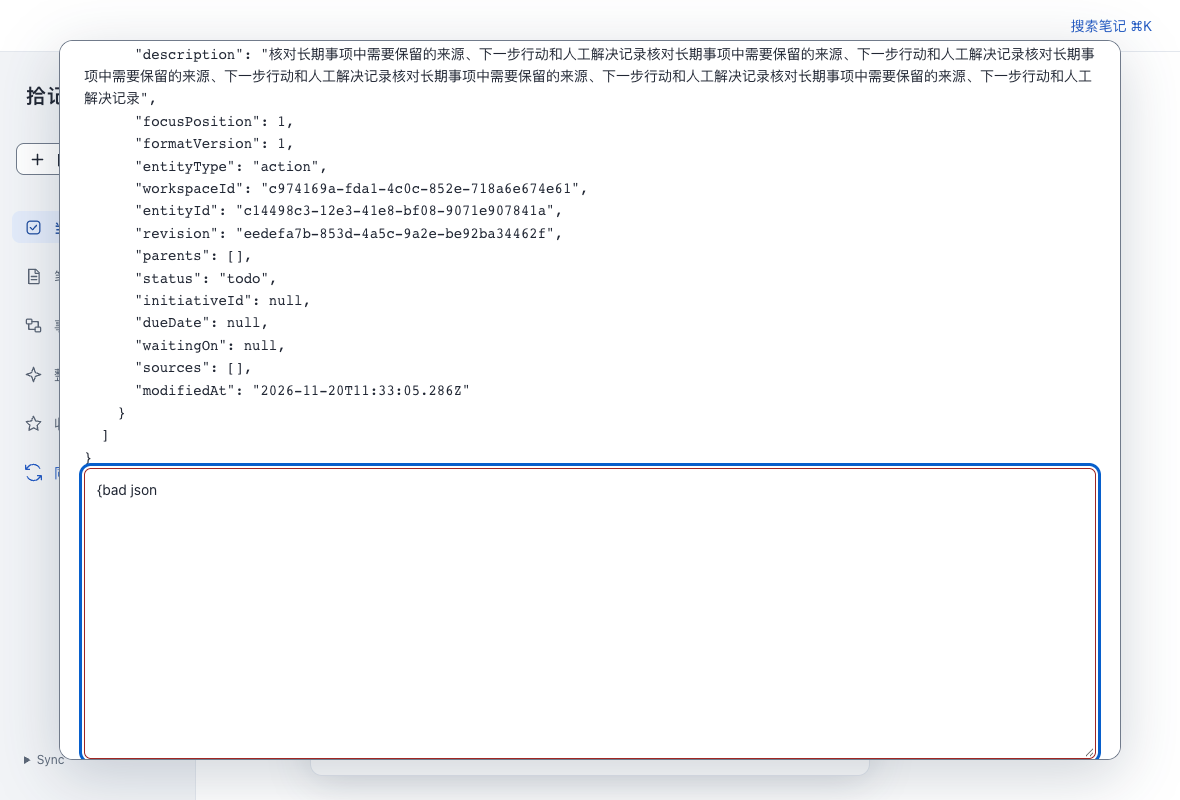 搜索笔记 ⌘K
拾记
"description": "核对长期事项中需要保留的来源、下一步行动和人工解决记录核对长期事项中需要保留的来源、下一步行动和人工解决记录核对长期事
项中需要保留的来源、下一步行动和人工解决记录核对长期事项中需要保留的来源、下一步行动和人工解决记录核对长期事项中需要保留的来源、下一步行动和人工
解决记录",
"focusPosition": 1,
"formatVersion": 1,
"entityType": "action",
"workspaceId": "c974169a-fda1-4c0c-852e-718a6e674e61",
"entityId": "c14498c3-12e3-41e8-bf08-9071e907841a",
"revision": "eedefa7b-853d-4a5c-9a2e-be92ba34462f",
"parents": [],
"status": "todo",
"initiativeId": null,
"dueDate": null,
"waitingOn": null,
"sources": [],
"modifiedAt": "2026-11-20T11:33:05.286Z"
}
]
}
{bad json
Sync